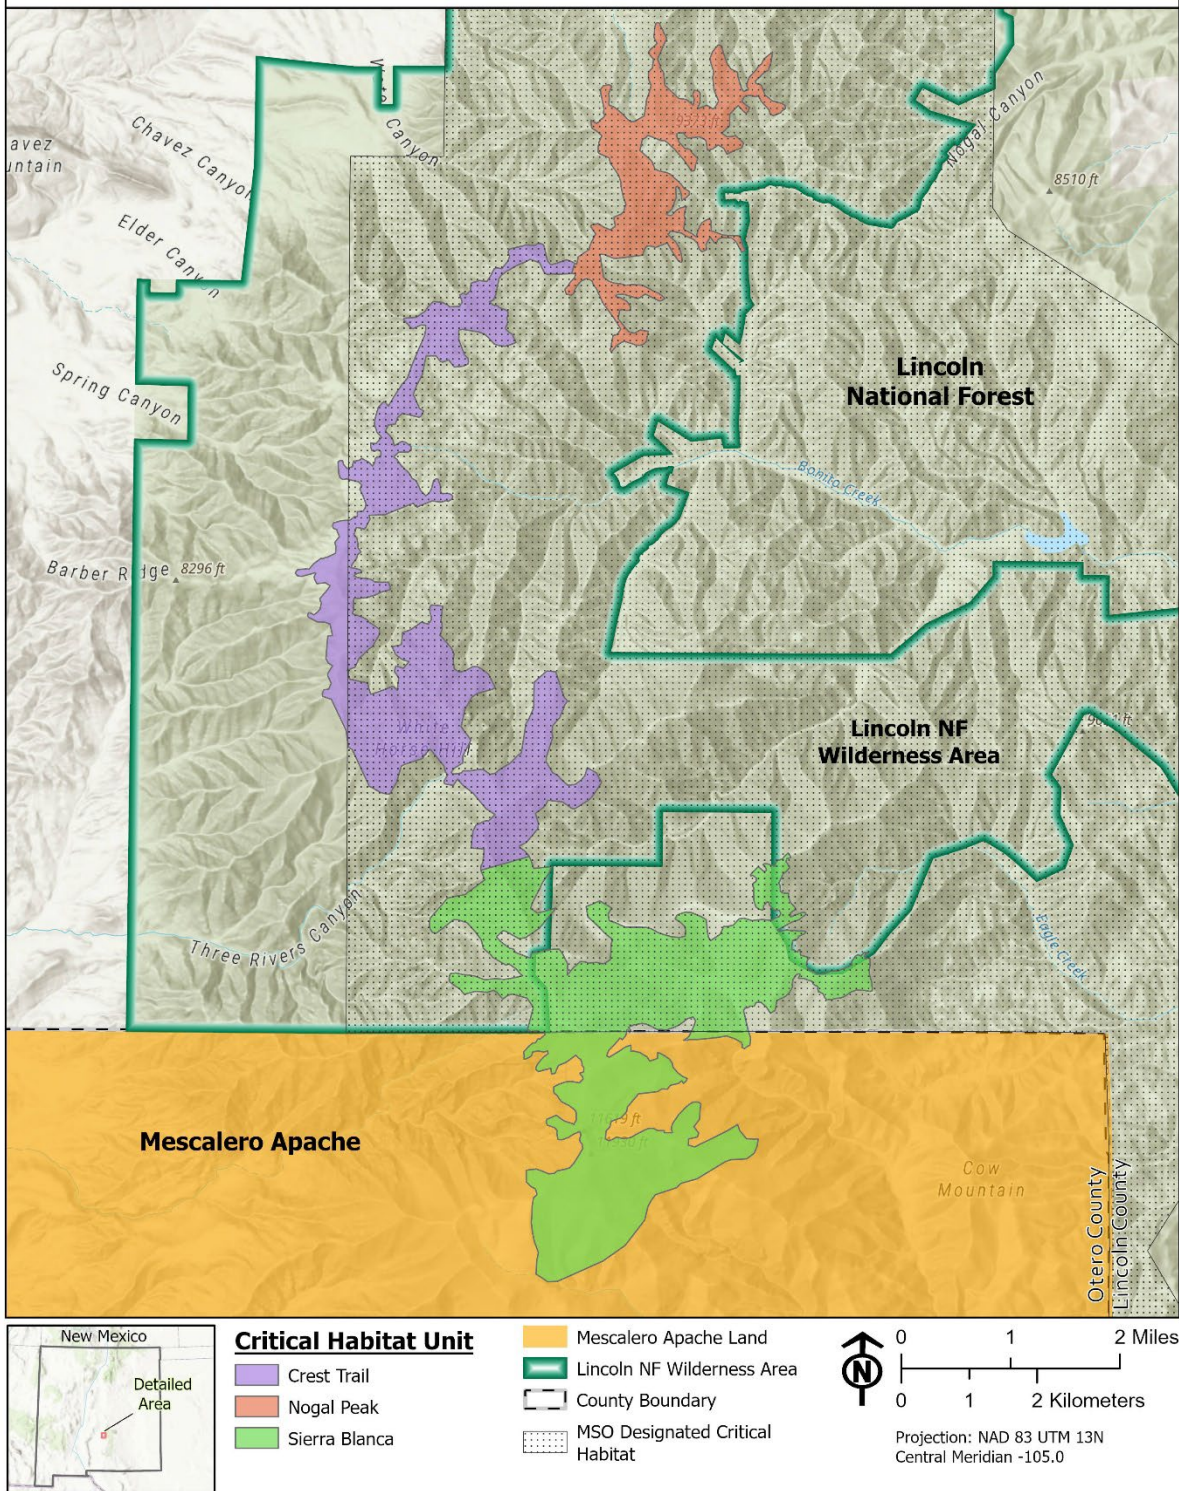 Canyon
Chavez Canyon
avez
untain
Nogal Canyon
8510 ft
Elder Canyon
Spring Canyon
Lincoln
National Forest
Bonito Creek
Barber Ridge
8296 ft
White
Horse Hill
Lincoln NF
Wilderness Area
Three Rivers Canyon
Eagle Creek
Mescalero Apache
Cow
Mountain
Otero County
Lincoln County
New Mexico
Detailed
Area
Critical Habitat Unit
Crest Trail
Nogal Peak
Sierra Blanca
Mescalero Apache Land
Lincoln NF Wilderness Area
County Boundary
MSO Designated Critical
Habitat
N
0 1 2 Miles
0 1 2 Kilometers
Projection: NAD 83 UTM 13N
Central Meridian -105.0